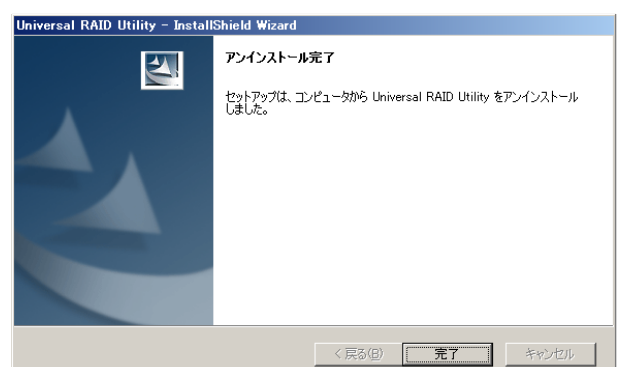 Universal RAID Utility - InstallShield Wizard
アンインストール完了
セットアップは、コンピュータから Universal RAID Utility をアンインストール
しました。
< 戻る(B)
完了
キャンセル